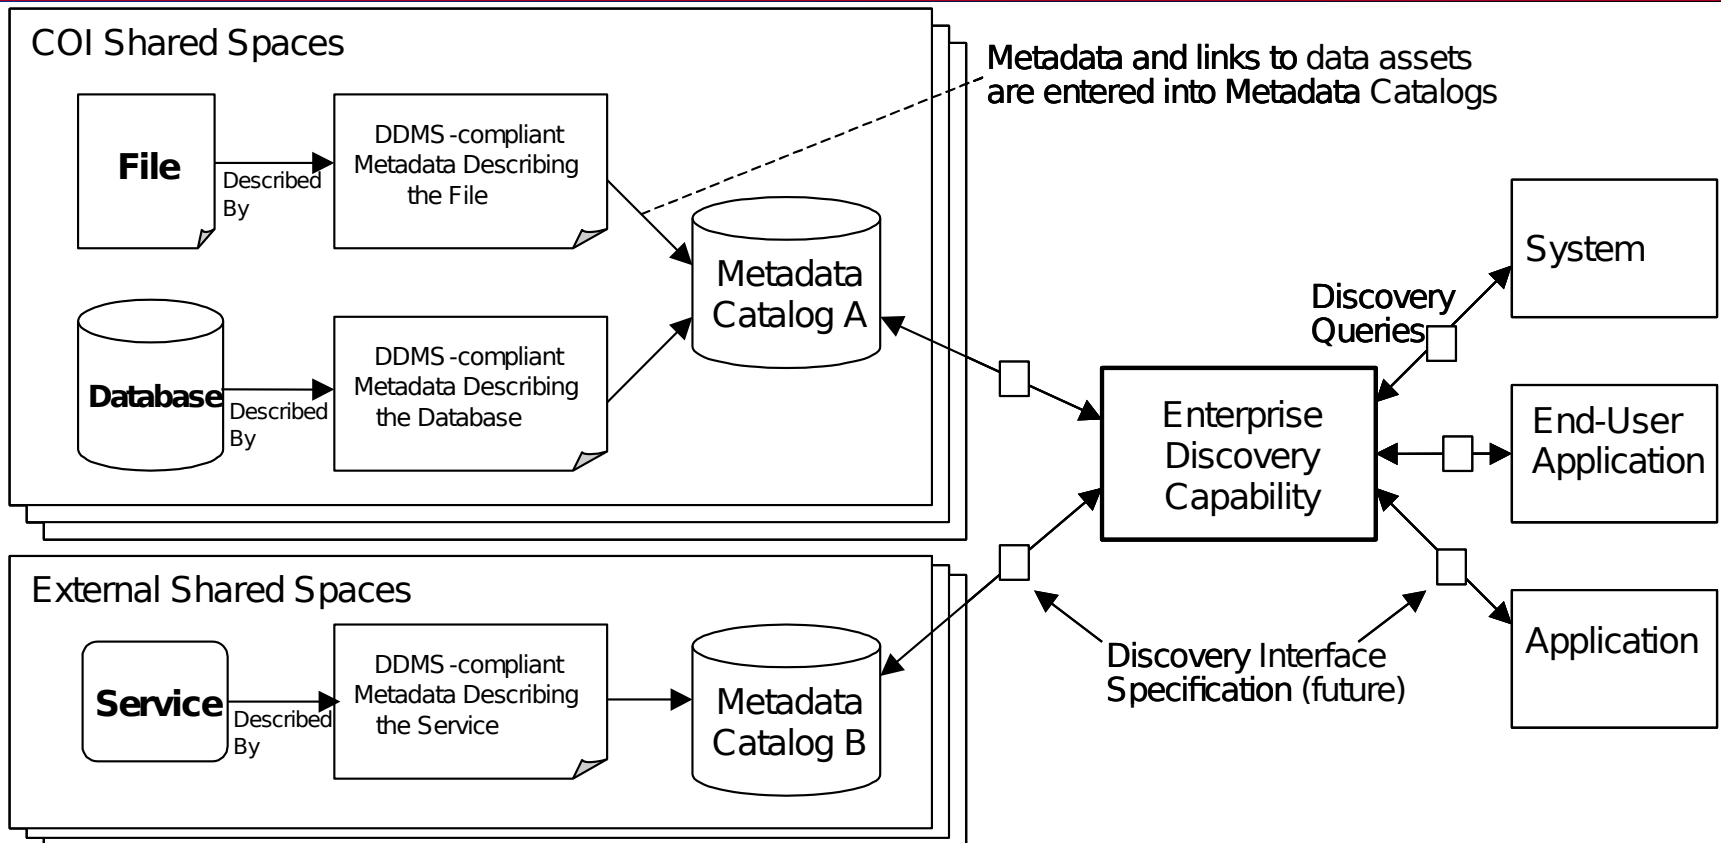 COI Shared Spaces
Metadata and links to data assets
are entered into Metadata Catalogs
File
Described
By
DDMS-compliant
Metadata Describing
the File
Metadata
Catalog A
Database
Described
By
DDMS-compliant
Metadata Describing
the Database
External Shared Spaces
Service
Described
By
DDMS-compliant
Metadata Describing
the Service
Metadata
Catalog B
Enterprise
Discovery
Capability
Discovery
Queries
System
End-User
Application
Application
Discovery Interface
Specification (future)